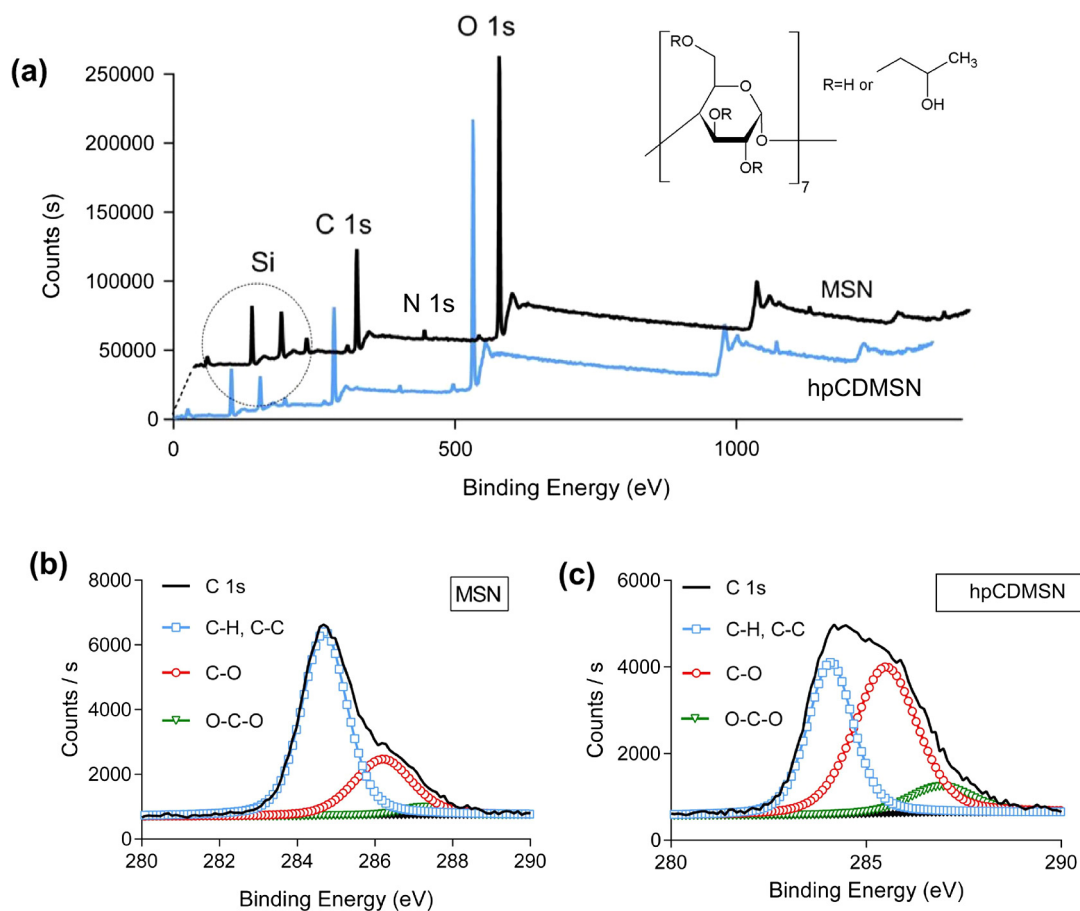 (a)
O 1s
250000
200000
150000
100000
50000
0
Counts (s)
Si
C 1s
N 1s
MSN
hpCDMSN
0
500
1000
Binding Energy (eV)
RO
O
OR
O
OR
7
R=H or
CH3
OH
(b)
8000
6000
4000
2000
0
Counts / s
C 1s
C-H, C-C
C-O
O-C-O
MSN
280
282
284
286
288
290
Binding Energy (eV)
(c)
6000
4000
2000
0
Counts / s
C 1s
C-H, C-C
C-O
O-C-O
hpCDMSN
280
285
290
Binding Energy (eV)